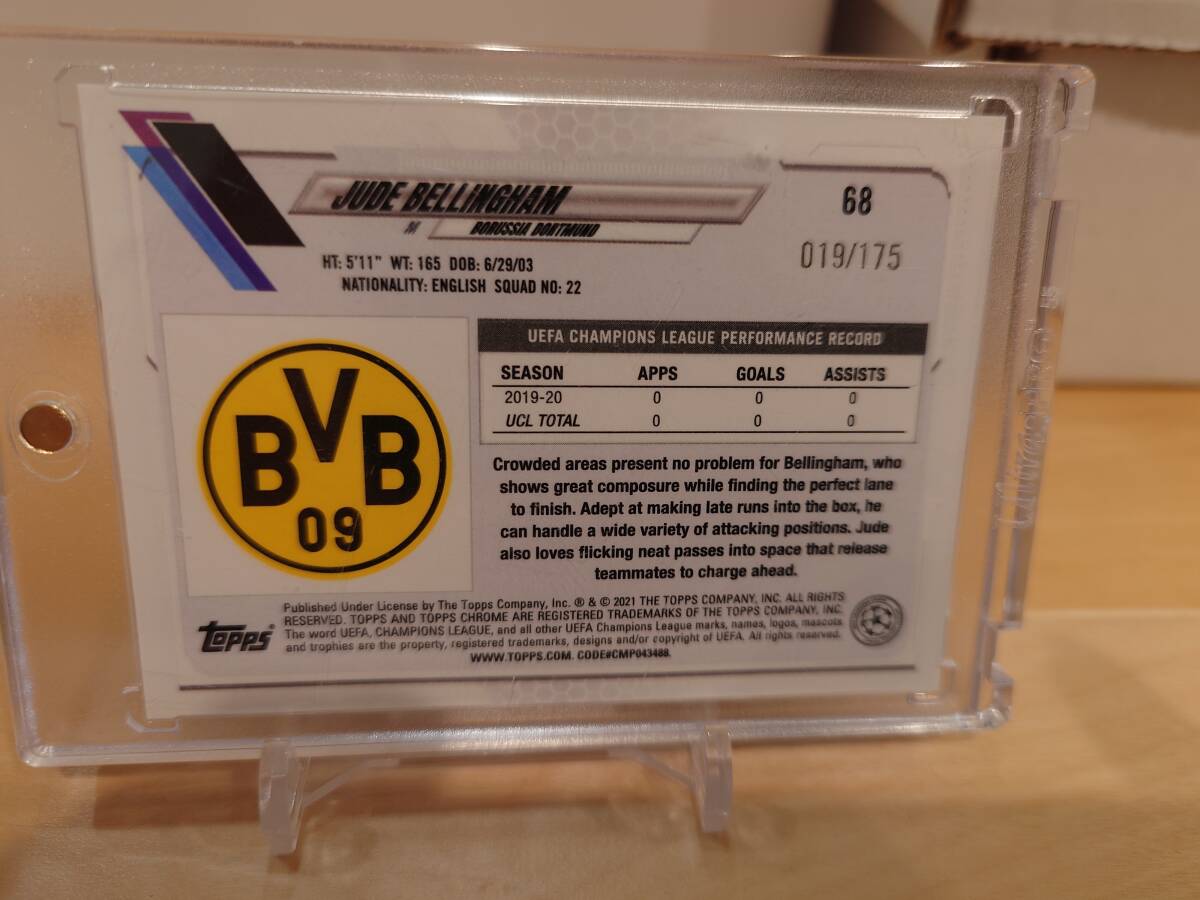 JUDE BELLINGHAM
M BORUSSIA DORTMUND
68
019/175
HT: 5'11" WT: 165 DOB: 6/29/03
NATIONALITY: ENGLISH SQUAD NO: 22
BVB
09
UEFA CHAMPIONS LEAGUE PERFORMANCE RECORD
SEASON APPS GOALS ASSISTS
2019-20 0 0 0
UCL TOTAL 0 0 0
Crowded areas present no problem for Bellingham, who
shows great composure while finding the perfect lane
to finish. Adept at making late runs into the box, he
can handle a wide variety of attacking positions. Jude
also loves flicking neat passes into space that release
teammates to charge ahead.
TOPPS
Published Under License by The Topps Company, Inc. ® & © 2021 THE TOPPS COMPANY, INC. ALL RIGHTS
RESERVED. TOPPS AND TOPPS CHROME ARE REGISTERED TRADEMARKS OF THE TOPPS COMPANY, INC.
The word UEFA, CHAMPIONS LEAGUE, and all other UEFA Champions League marks, names, logos, mascots
and trophies are the property, registered trademarks, designs and/or copyright of UEFA. All rights reserved.
WWW.TOPPS.COM. CODE#CMP043488.